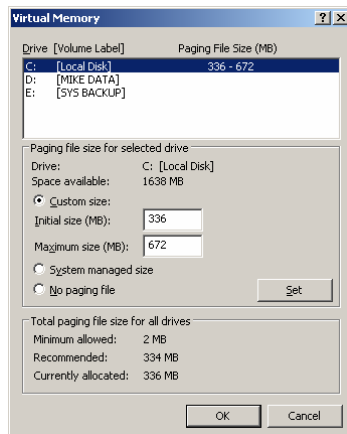 Virtual Memory
Drive [Volume Label] Paging File Size (MB)
C: [Local Disk] 336 - 672
D: [MIKE DATA]
E: [SYS BACKUP]
Paging file size for selected drive
Drive: C: [Local Disk]
Space available: 1638 MB
Custom size:
Initial size (MB): 336
Maximum size (MB): 672
System managed size
No paging file Set
Total paging file size for all drives
Minimum allowed: 2 MB
Recommended: 334 MB
Currently allocated: 336 MB
OK Cancel